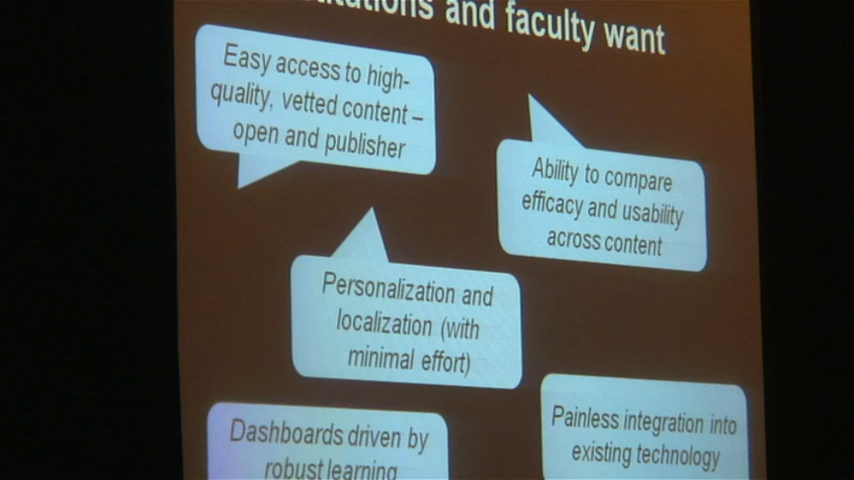 and faculty want
Easy access to high-
quality, vetted content –
open and publisher
Ability to compare
efficacy and usability
across content
Personalization and
localization (with
minimal effort)
Dashboards driven by
robust learning
Painless integration into
existing technology